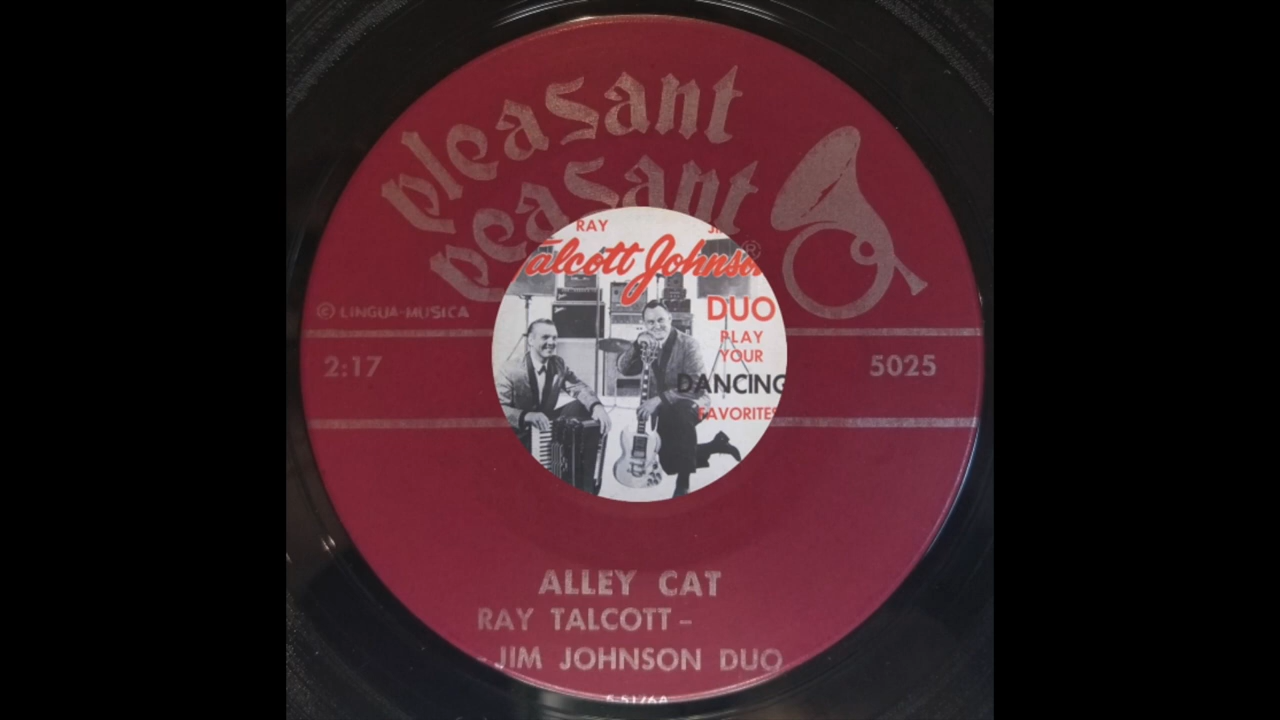 pleasant
peasant
®
© LINGUA-MUSICA
2:17
5025
RAY
Talcott Johnson
DUO
PLAY
YOUR
DANCING
FAVORITES
ALLEY CAT
RAY TALCOTT -
- JIM JOHNSON DUO